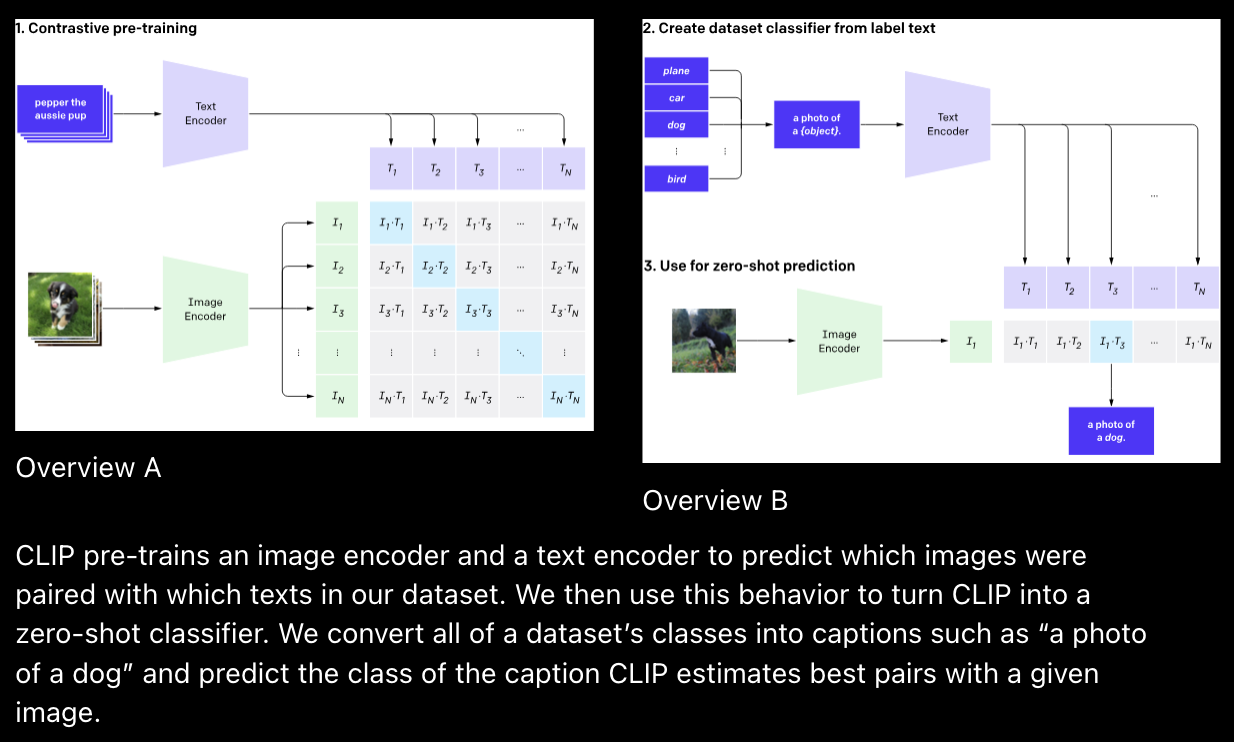 1. Contrastive pre-training
pepper the
aussie pup
Text
Encoder
...
T1 T2 T3 ... TN
I1 I1·T1 I1·T2 I1·T3 ... I1·TN
I2 I2·T1 I2·T2 I2·T3 ... I2·TN
Image
Encoder
I3 I3·T1 I3·T2 I3·T3 ... I3·TN
⋮ ⋮ ⋮ ⋮ ⋮ ⋱ ⋮
IN IN·T1 IN·T2 IN·T3 ... IN·TN
Overview A
2. Create dataset classifier from label text
plane
car
dog
⋮ ⋮
bird
a photo of
a {object}.
Text
Encoder
...
3. Use for zero-shot prediction
T1 T2 T3 ... TN
Image
Encoder
I1 I1·T1 I1·T2 I1·T3 ... I1·TN
a photo of
a dog.
Overview B
CLIP pre-trains an image encoder and a text encoder to predict which images were
paired with which texts in our dataset. We then use this behavior to turn CLIP into a
zero-shot classifier. We convert all of a dataset’s classes into captions such as “a photo
of a dog” and predict the class of the caption CLIP estimates best pairs with a given
image.